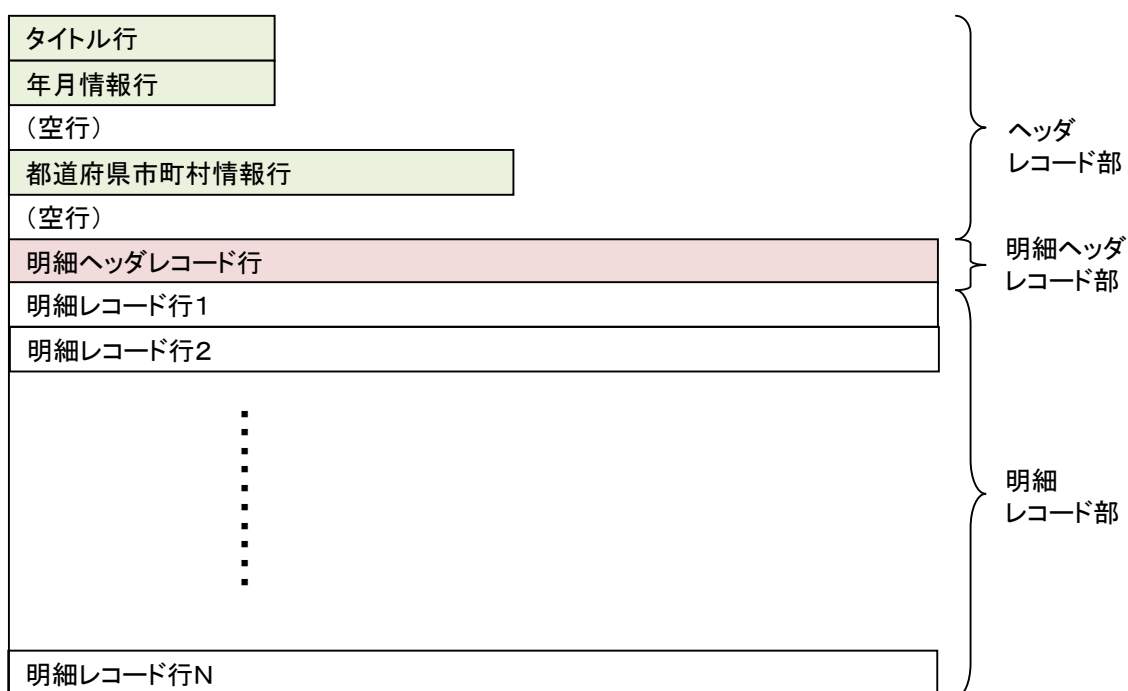 タイトル行
年月情報行
（空行）
都道府県市町村情報行
（空行）
ヘッダ
レコード部
明細ヘッダレコード行
明細ヘッダ
レコード部
明細レコード行１
明細レコード行２
明細
レコード部
明細レコード行Ｎ